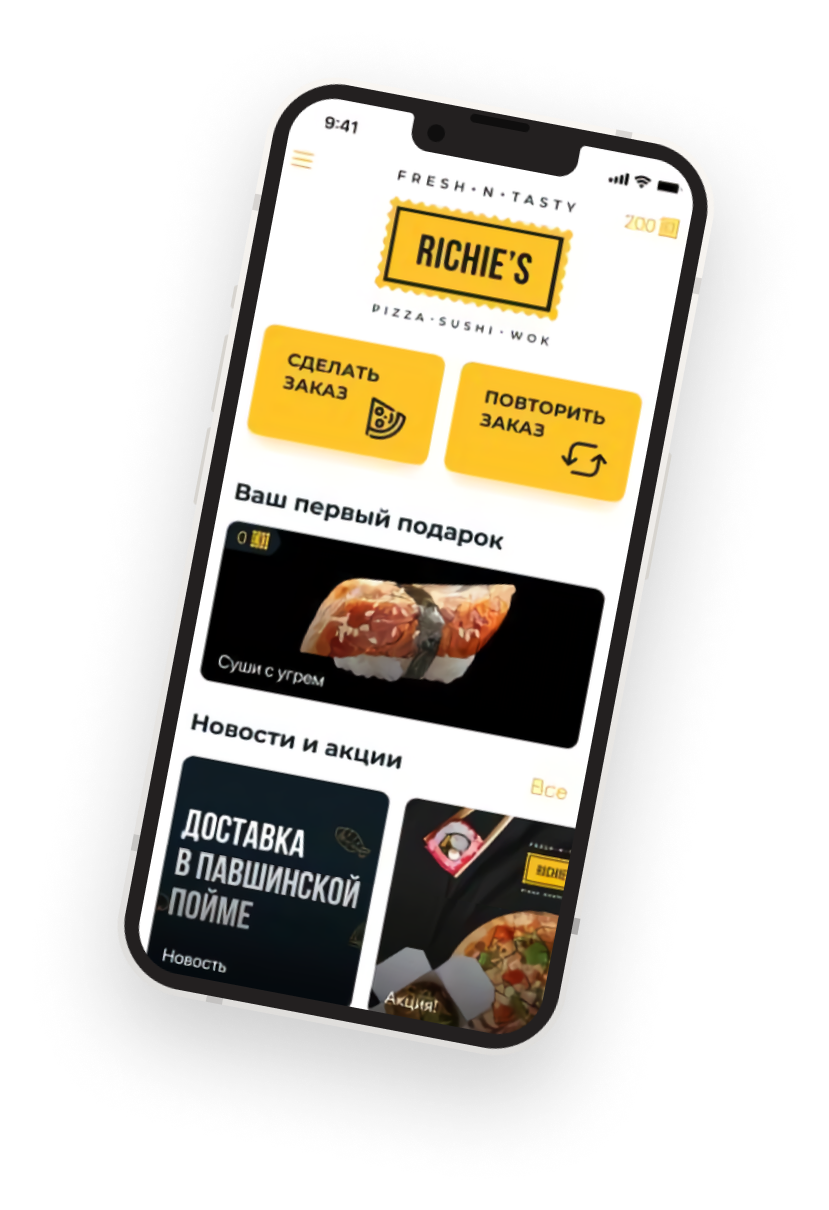 9:41
FRESH·N·TASTY
200
RICHIE'S
PIZZA·SUSHI·WOK
СДЕЛАТЬ
ЗАКАЗ
ПОВТОРИТЬ
ЗАКАЗ
Ваш первый подарок
0
Суши с угрем
Новости и акции
Все
ДОСТАВКА
В ПАВШИНСКОЙ
ПОЙМЕ
Новость
RICHIE
Акция!